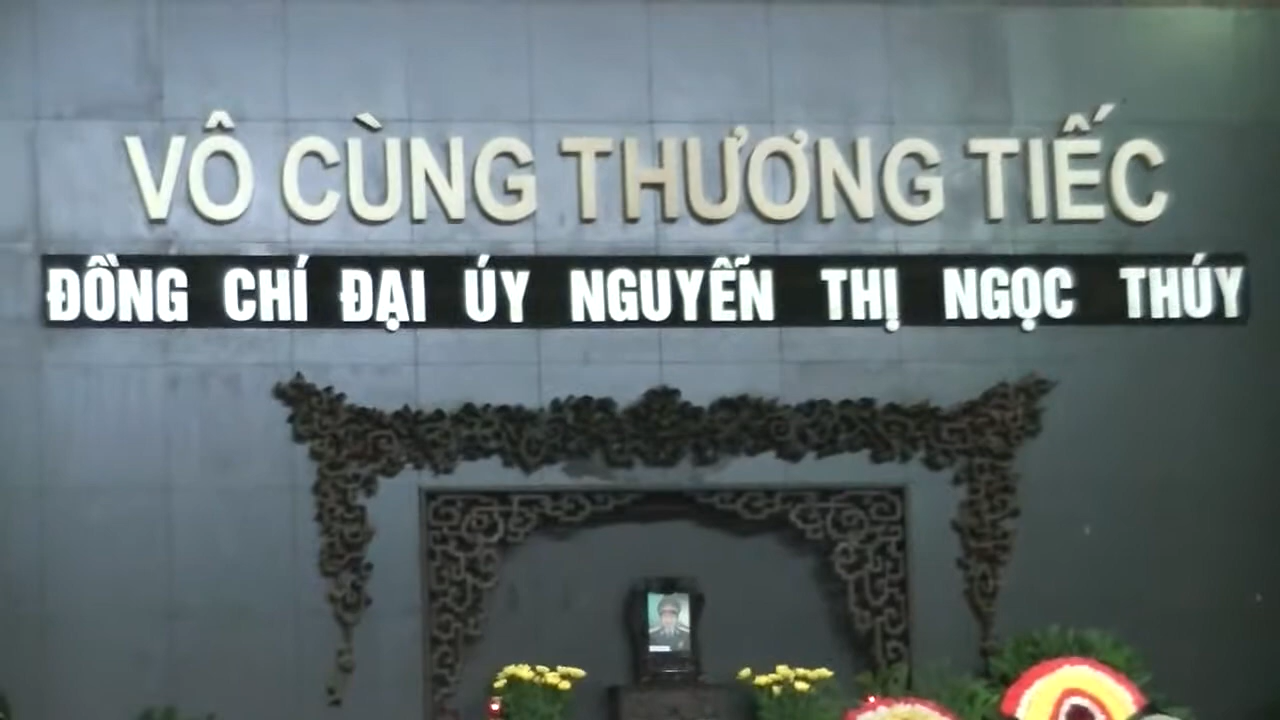 VÔ CÙNG THƯƠNG TIẾC
ĐỒNG CHÍ ĐẠI ÚY NGUYỄN THỊ NGỌC THÚY